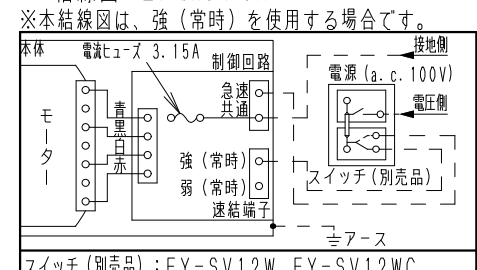 ※本結線図は、強(常時)を使用する場合です。
本体
電流ヒューズ 3.15A
制御回路
接地側
電源(a.c.100V)
急速
共通
電圧側
モーター
青
黒
白
赤
強(常時)
弱(常時)
スイッチ(別売品)
速結端子
アース
スイッチ(別売品):FY-SV12W, FY-SV12WC